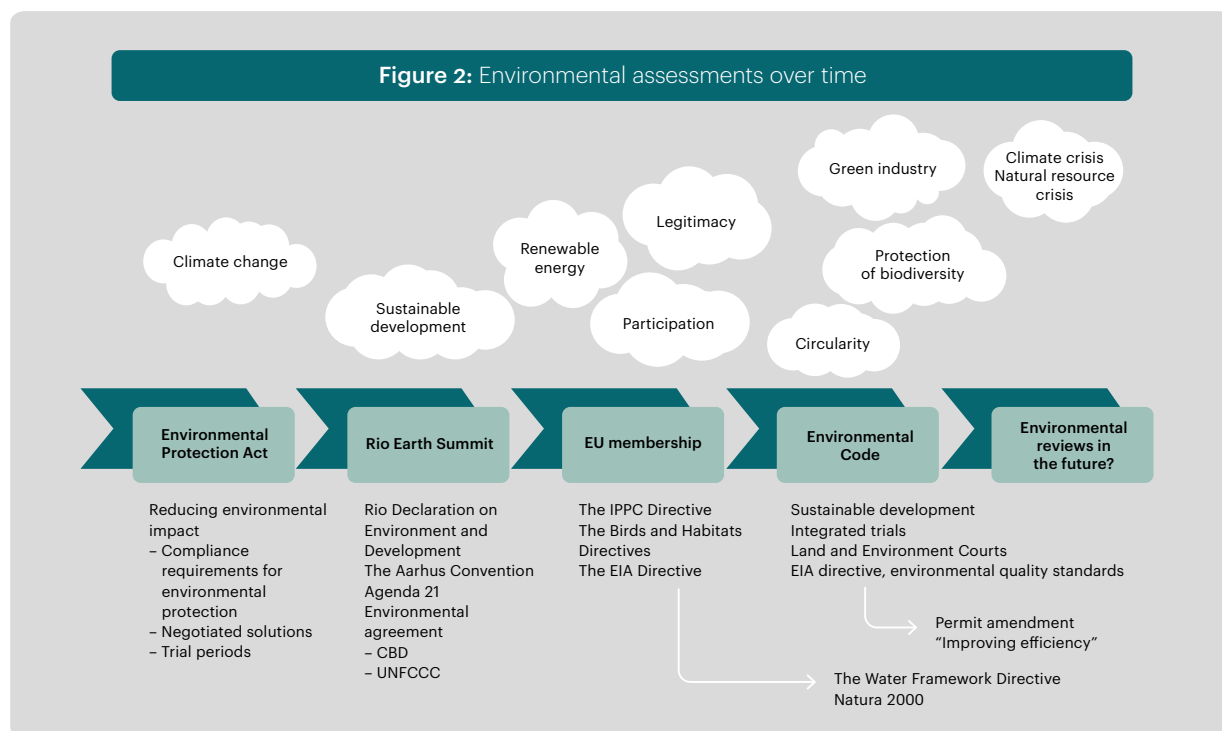 Figure 2: Environmental assessments over time
Climate change
Sustainable
development
Renewable
energy
Legitimacy
Participation
Green industry
Climate crisis
Natural resource
crisis
Protection
of biodiversity
Circularity
Environmental
Protection Act
Rio Earth Summit
EU membership
Environmental
Code
Environmental
reviews in
the future?
Reducing environmental
impact
– Compliance
requirements for
environmental
protection
– Negotiated solutions
– Trial periods
Rio Declaration on
Environment and
Development
The Aarhus Convention
Agenda 21
Environmental
agreement
– CBD
– UNFCCC
The IPPC Directive
The Birds and Habitats
Directives
The EIA Directive
Sustainable development
Integrated trials
Land and Environment Courts
EIA directive, environmental quality standards
Permit amendment
“Improving efficiency”
The Water Framework Directive
Natura 2000